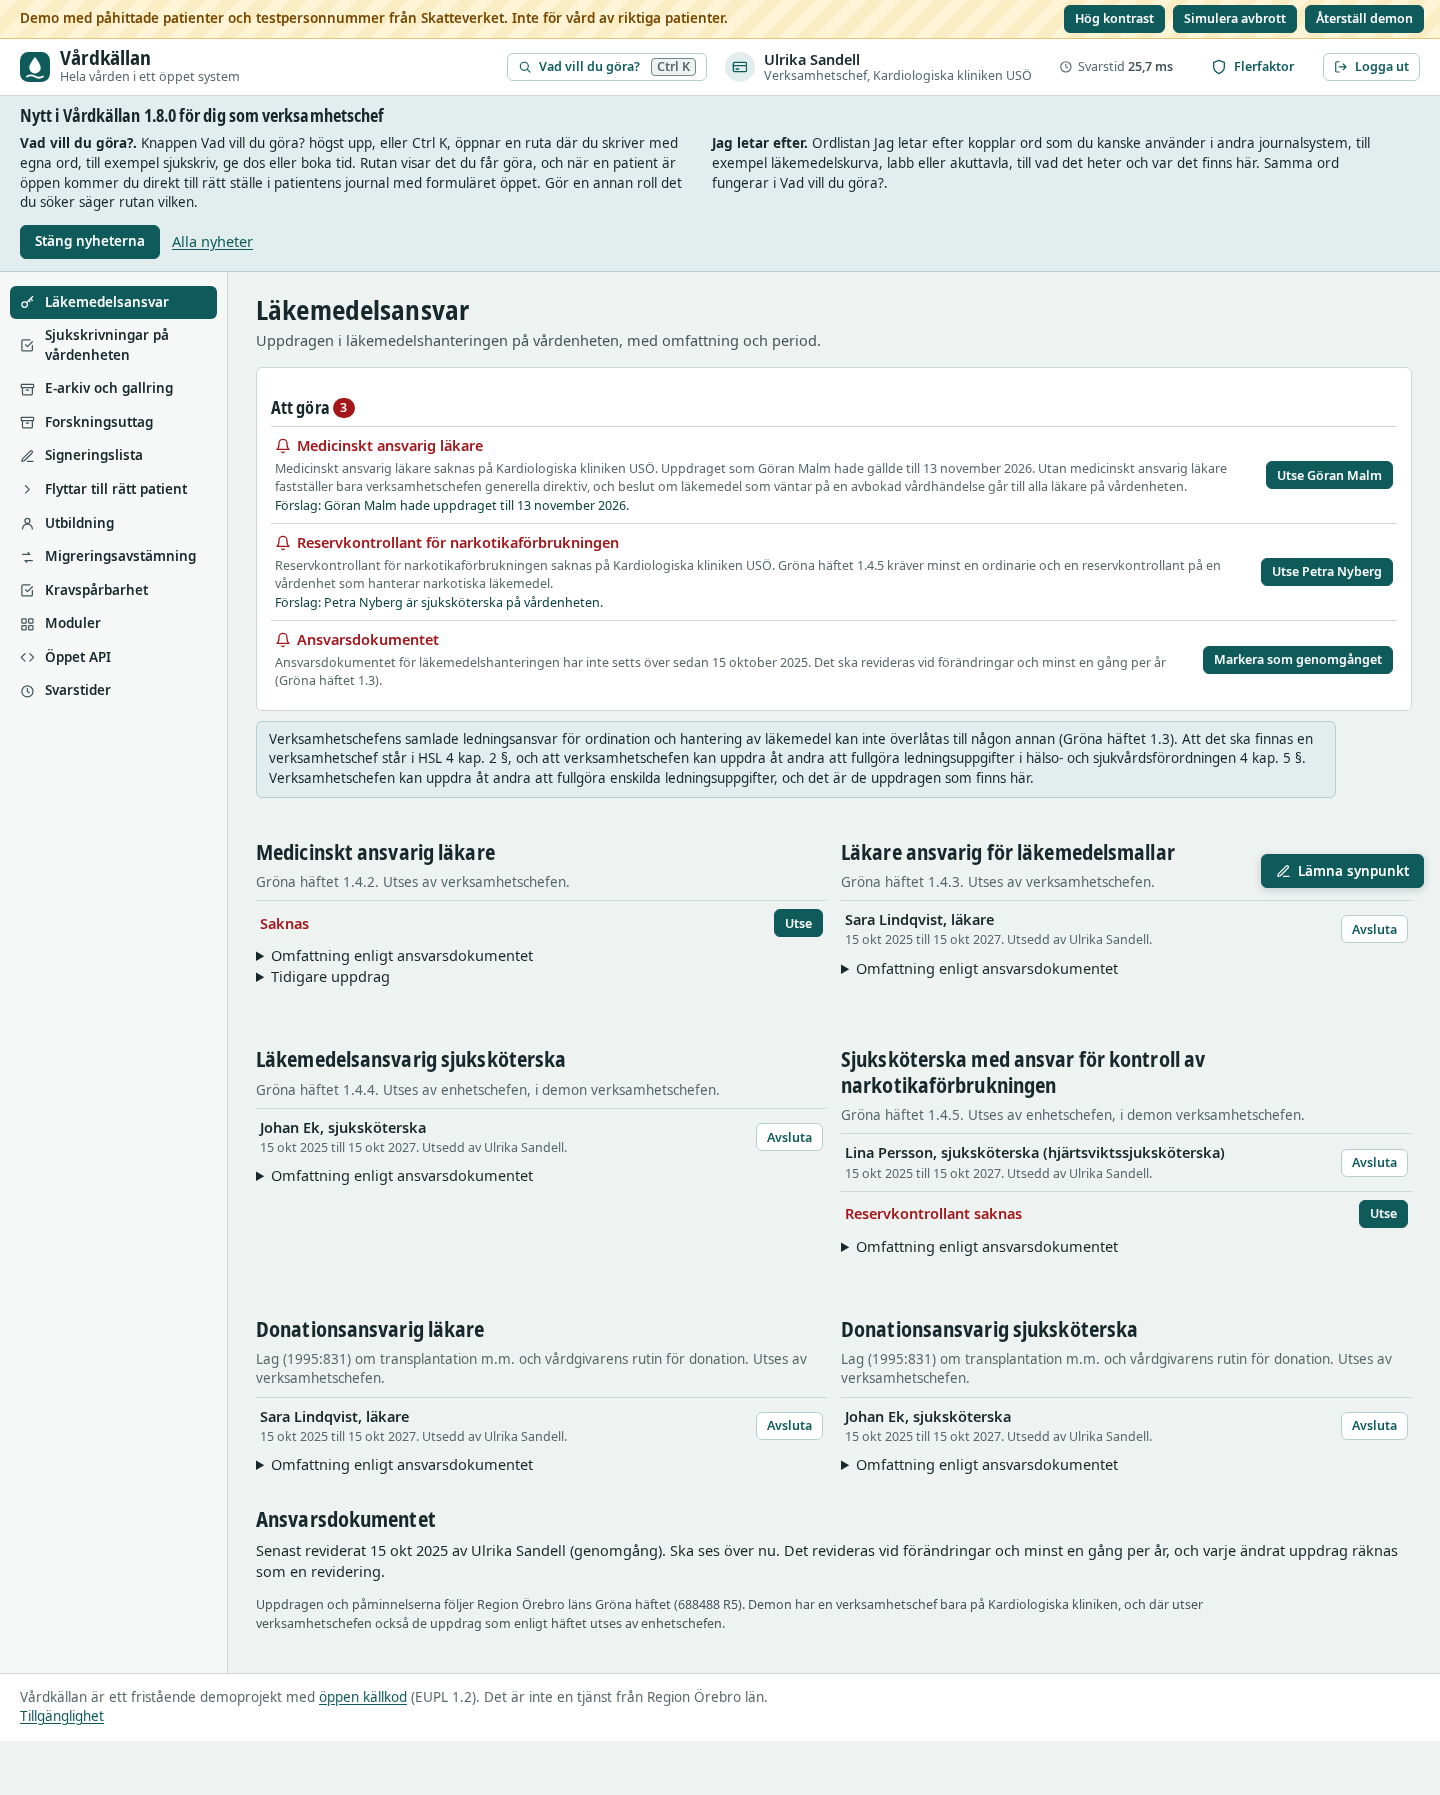 Demo med påhittade patienter och testpersonnummer från Skatteverket. Inte för vård av riktiga patienter.
Hög kontrast
Simulera avbrott
Återställ demon
Vårdkällan
Hela vården i ett öppet system
Vad vill du göra? Ctrl K
Ulrika Sandell
Verksamhetschef, Kardiologiska kliniken USÖ
Svarstid 25,7 ms
Flerfaktor
Logga ut
Nytt i Vårdkällan 1.8.0 för dig som verksamhetschef
Vad vill du göra?. Knappen Vad vill du göra? högst upp, eller Ctrl K, öppnar en ruta där du skriver med
egna ord, till exempel sjukskriv, ge dos eller boka tid. Rutan visar det du får göra, och när en patient är
öppen kommer du direkt till rätt ställe i patientens journal med formuläret öppet. Gör en annan roll det
du söker säger rutan vilken.
Jag letar efter. Ordlistan Jag letar efter kopplar ord som du kanske använder i andra journalsystem, till
exempel läkemedelskurva, labb eller akuttavla, till vad det heter och var det finns här. Samma ord
fungerar i Vad vill du göra?.
Stäng nyheterna
Alla nyheter
Läkemedelsansvar
Sjukskrivningar på
vårdenheten
E-arkiv och gallring
Forskningsuttag
Signeringslista
Flyttar till rätt patient
Utbildning
Migreringsavstämning
Kravspårbarhet
Moduler
Öppet API
Svarstider
Läkemedelsansvar
Uppdragen i läkemedelshanteringen på vårdenheten, med omfattning och period.
Att göra 3
Medicinskt ansvarig läkare
Medicinskt ansvarig läkare saknas på Kardiologiska kliniken USÖ. Uppdraget som Göran Malm hade gällde till 13 november 2026. Utan medicinskt ansvarig läkare
fastställer bara verksamhetschefen generella direktiv, och beslut om läkemedel som väntar på en avbokad vårdhändelse går till alla läkare på vårdenheten.
Förslag: Göran Malm hade uppdraget till 13 november 2026.
Utse Göran Malm
Reservkontrollant för narkotikaförbrukningen
Reservkontrollant för narkotikaförbrukningen saknas på Kardiologiska kliniken USÖ. Gröna häftet 1.4.5 kräver minst en ordinarie och en reservkontrollant på en
vårdenhet som hanterar narkotiska läkemedel.
Förslag: Petra Nyberg är sjuksköterska på vårdenheten.
Utse Petra Nyberg
Ansvarsdokumentet
Ansvarsdokumentet för läkemedelshanteringen har inte setts över sedan 15 oktober 2025. Det ska revideras vid förändringar och minst en gång per år
(Gröna häftet 1.3).
Markera som genomgånget
Verksamhetschefens samlade ledningsansvar för ordination och hantering av läkemedel kan inte överlåtas till någon annan (Gröna häftet 1.3). Att det ska finnas en
verksamhetschef står i HSL 4 kap. 2 §, och att verksamhetschefen kan uppdra åt andra att fullgöra ledningsuppgifter i hälso- och sjukvårdsförordningen 4 kap. 5 §.
Verksamhetschefen kan uppdra åt andra att fullgöra enskilda ledningsuppgifter, och det är de uppdragen som finns här.
Medicinskt ansvarig läkare
Gröna häftet 1.4.2. Utses av verksamhetschefen.
Saknas
Utse
Omfattning enligt ansvarsdokumentet
Tidigare uppdrag
Läkare ansvarig för läkemedelsmallar
Gröna häftet 1.4.3. Utses av verksamhetschefen.
Lämna synpunkt
Sara Lindqvist, läkare
15 okt 2025 till 15 okt 2027. Utsedd av Ulrika Sandell.
Avsluta
Omfattning enligt ansvarsdokumentet
Läkemedelsansvarig sjuksköterska
Gröna häftet 1.4.4. Utses av enhetschefen, i demon verksamhetschefen.
Johan Ek, sjuksköterska
15 okt 2025 till 15 okt 2027. Utsedd av Ulrika Sandell.
Avsluta
Omfattning enligt ansvarsdokumentet
Sjuksköterska med ansvar för kontroll av
narkotikaförbrukningen
Gröna häftet 1.4.5. Utses av enhetschefen, i demon verksamhetschefen.
Lina Persson, sjuksköterska (hjärtsviktssjuksköterska)
15 okt 2025 till 15 okt 2027. Utsedd av Ulrika Sandell.
Avsluta
Reservkontrollant saknas
Utse
Omfattning enligt ansvarsdokumentet
Donationsansvarig läkare
Lag (1995:831) om transplantation m.m. och vårdgivarens rutin för donation. Utses av
verksamhetschefen.
Sara Lindqvist, läkare
15 okt 2025 till 15 okt 2027. Utsedd av Ulrika Sandell.
Avsluta
Omfattning enligt ansvarsdokumentet
Donationsansvarig sjuksköterska
Lag (1995:831) om transplantation m.m. och vårdgivarens rutin för donation. Utses av
verksamhetschefen.
Johan Ek, sjuksköterska
15 okt 2025 till 15 okt 2027. Utsedd av Ulrika Sandell.
Avsluta
Omfattning enligt ansvarsdokumentet
Ansvarsdokumentet
Senast reviderat 15 okt 2025 av Ulrika Sandell (genomgång). Ska ses över nu. Det revideras vid förändringar och minst en gång per år, och varje ändrat uppdrag räknas
som en revidering.
Uppdragen och påminnelserna följer Region Örebro läns Gröna häftet (688488 R5). Demon har en verksamhetschef bara på Kardiologiska kliniken, och där utser
verksamhetschefen också de uppdrag som enligt häftet utses av enhetschefen.
Vårdkällan är ett fristående demoprojekt med öppen källkod (EUPL 1.2). Det är inte en tjänst från Region Örebro län.
Tillgänglighet